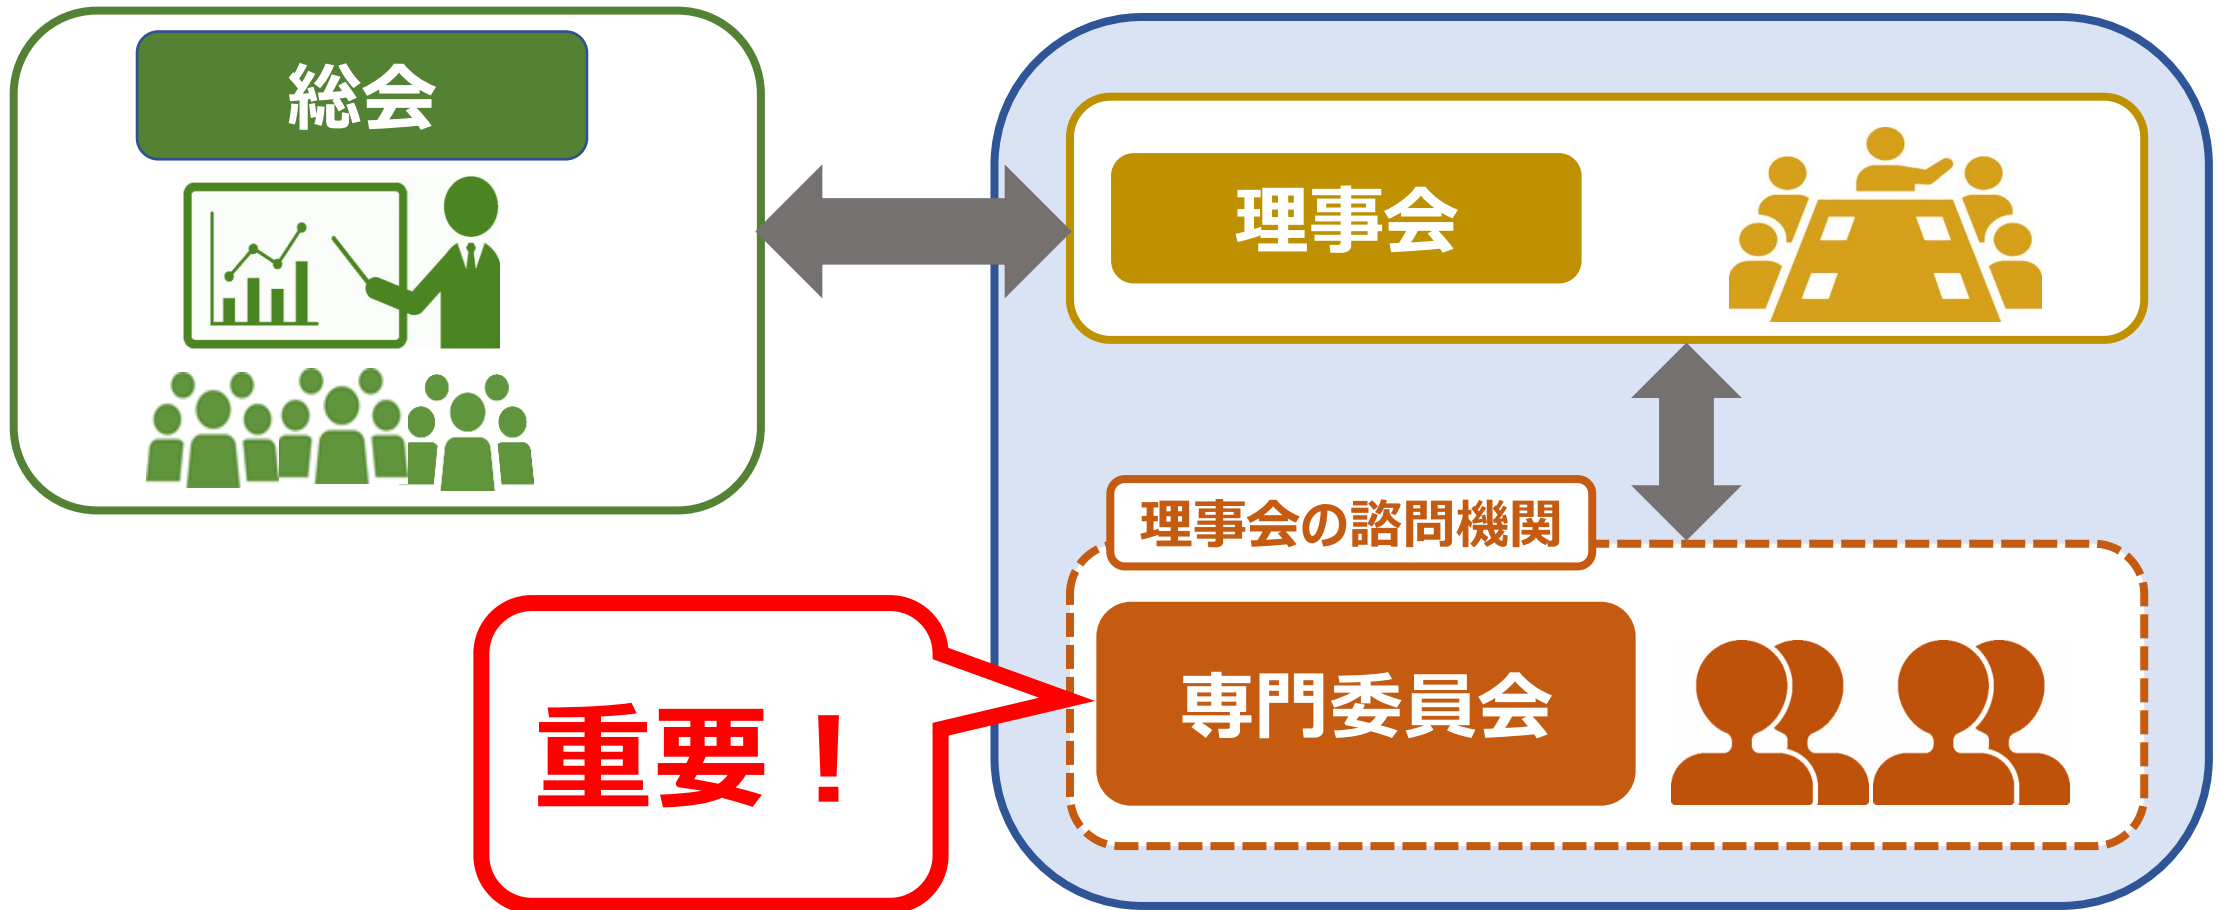 総会
理事会
理事会の諮問機関
専門委員会
重要！